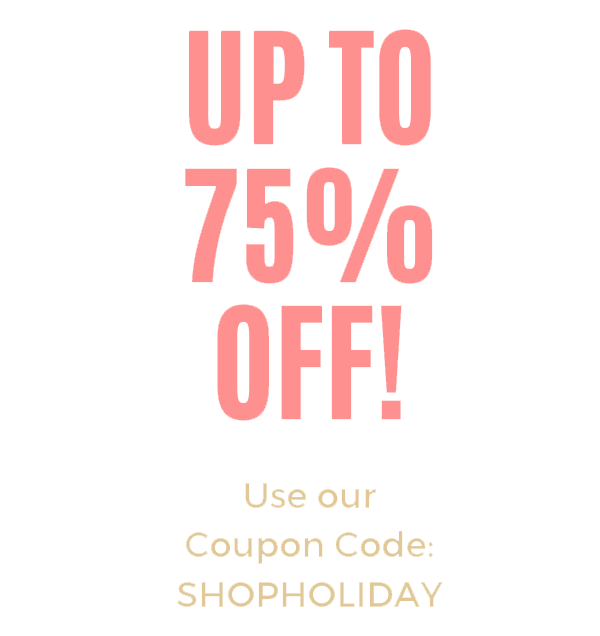 UP TO
75%
OFF!
Use our
Coupon Code:
SHOPHOLIDAY